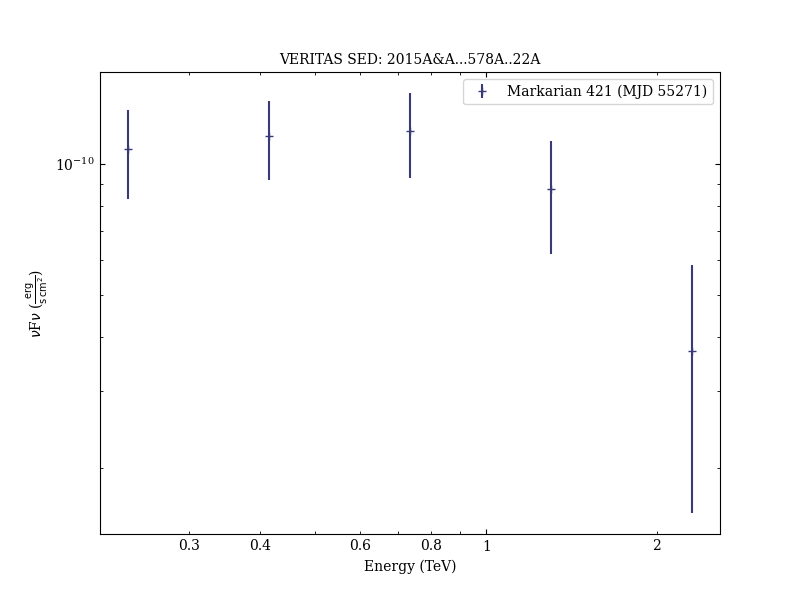 VERITAS SED: 2015A&A...578A..22A
Markarian 421 (MJD 55271)
10⁻¹⁰
νFν (erg/s cm²)
0.3 0.4 0.6 0.8 1 2
Energy (TeV)